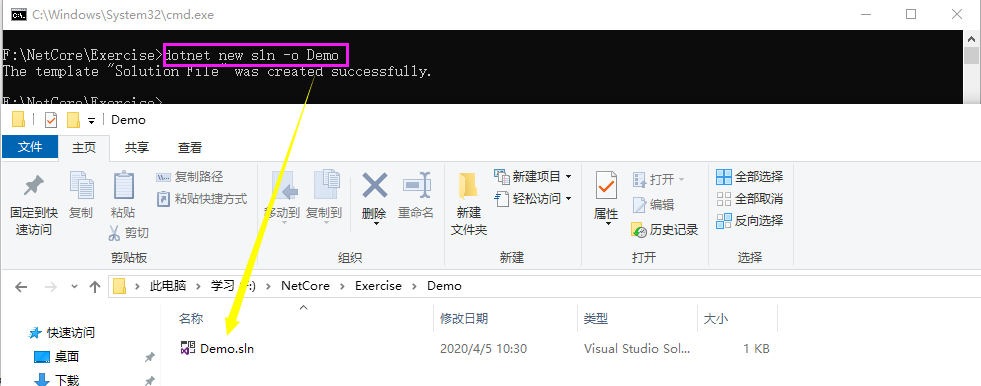 C:\Windows\System32\cmd.exe
F:\NetCore\Exercise>dotnet new sln -o Demo
The template "Solution File" was created successfully.
F:\NetCore\Exercise>
Demo
文件 主页 共享 查看
固定到快速访问 复制 粘贴 复制路径 粘贴快捷方式 剪切
移动到 复制到 删除 重命名
新建文件夹 新建项目 轻松访问
属性 打开 编辑 历史记录
全部选择 全部取消 反向选择
剪贴板 组织 新建 打开 选择
此电脑 学习 :) NetCore Exercise Demo
名称 修改日期 类型 大小
快速访问
Demo.sln 2020/4/5 10:30 Visual Studio Sol... 1 KB
桌面
下载